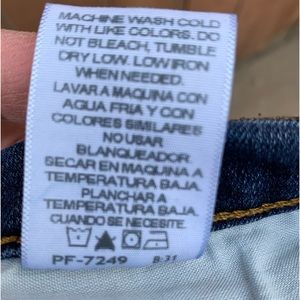 MACHINE WASH COLD
WITH LIKE COLORS. DO
NOT BLEACH, TUMBLE
DRY LOW. LOW IRON
WHEN NEEDED.
LAVAR A MAQUINA CON
AGUA FRIA Y CON
COLORES SIMILARES
NO USAR
BLANQUEADOR.
SECAR EN MAQUINA A
TEMPERATURA BAJA.
PLANCHAR A
TEMPERATURA BAJA.
CUANDO SE NECESITE.
PF-7249 B-31